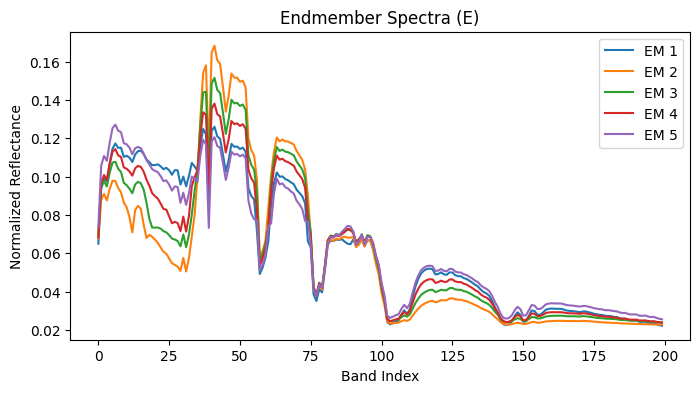 Endmember Spectra (E)
Normalized Reflectance
0.16
0.14
0.12
0.10
0.08
0.06
0.04
0.02
EM 1
EM 2
EM 3
EM 4
EM 5
0 25 50 75 100 125 150 175 200
Band Index